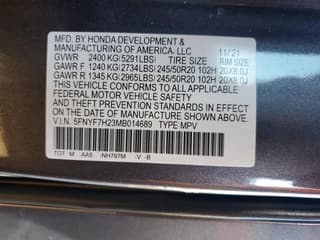 MFD. BY HONDA DEVELOPMENT &
MANUFACTURING OF AMERICA, LLC 11/21
GVWR 2400 KG(5291LBS) TIRE SIZE RIM SIZE
GAWR F 1240 KG(2734LBS) 245/50R20 102H 20X8.0J
GAWR R 1345 KG(2965LBS) 245/50R20 102H 20X8.0J
THIS VEHICLE CONFORMS TO ALL APPLICABLE
FEDERAL MOTOR VEHICLE SAFETY
AND THEFT PREVENTION STANDARDS IN EFFECT
ON THE DATE OF MANUFACTURE SHOWN ABOVE.
V.I.N. 5FNYF7H23MB014689 TYPE MPV
TGT M AA5 -NH797M -V -B